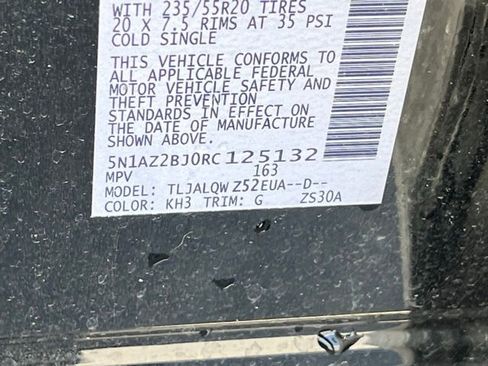 WITH 235/55R20 TIRES
20 X 7.5 RIMS AT 35 PSI
COLD SINGLE
THIS VEHICLE CONFORMS TO
ALL APPLICABLE FEDERAL
MOTOR VEHICLE SAFETY AND
THEFT PREVENTION
STANDARDS IN EFFECT ON
THE DATE OF MANUFACTURE
SHOWN ABOVE.
5N1AZ2BJ0RC125132
MPV 163
MODEL: TLJALQW Z52EUA--D--
COLOR: KH3 TRIM: G ZS30A